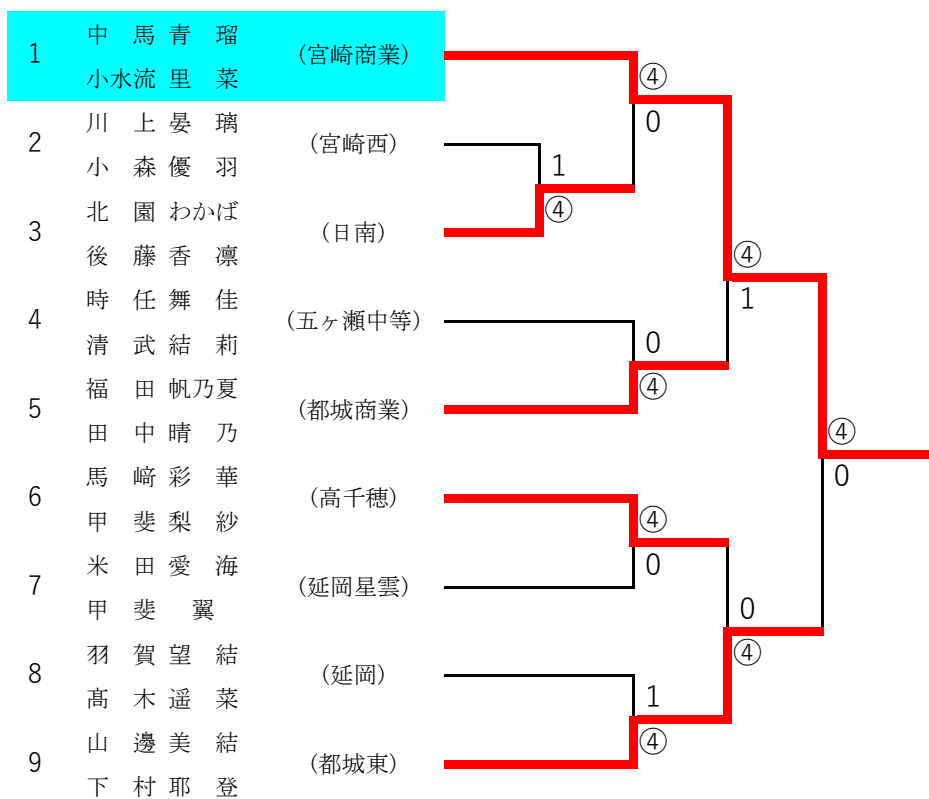 1 中馬青瑠 (宮崎商業)
小水流里菜
④
0
2 川上晏璃 (宮崎西)
小森優羽
1
④
3 北園わかば (日南)
後藤香凛
④
1
4 時任舞佳 (五ヶ瀬中等)
清武結莉
0
④
5 福田帆乃夏 (都城商業)
田中晴乃
④
0
6 馬﨑彩華 (高千穂)
甲斐梨紗
④
0
7 米田愛海 (延岡星雲)
甲斐翼
0
④
8 羽賀望結 (延岡)
髙木遥菜
1
④
9 山邊美結 (都城東)
下村耶登